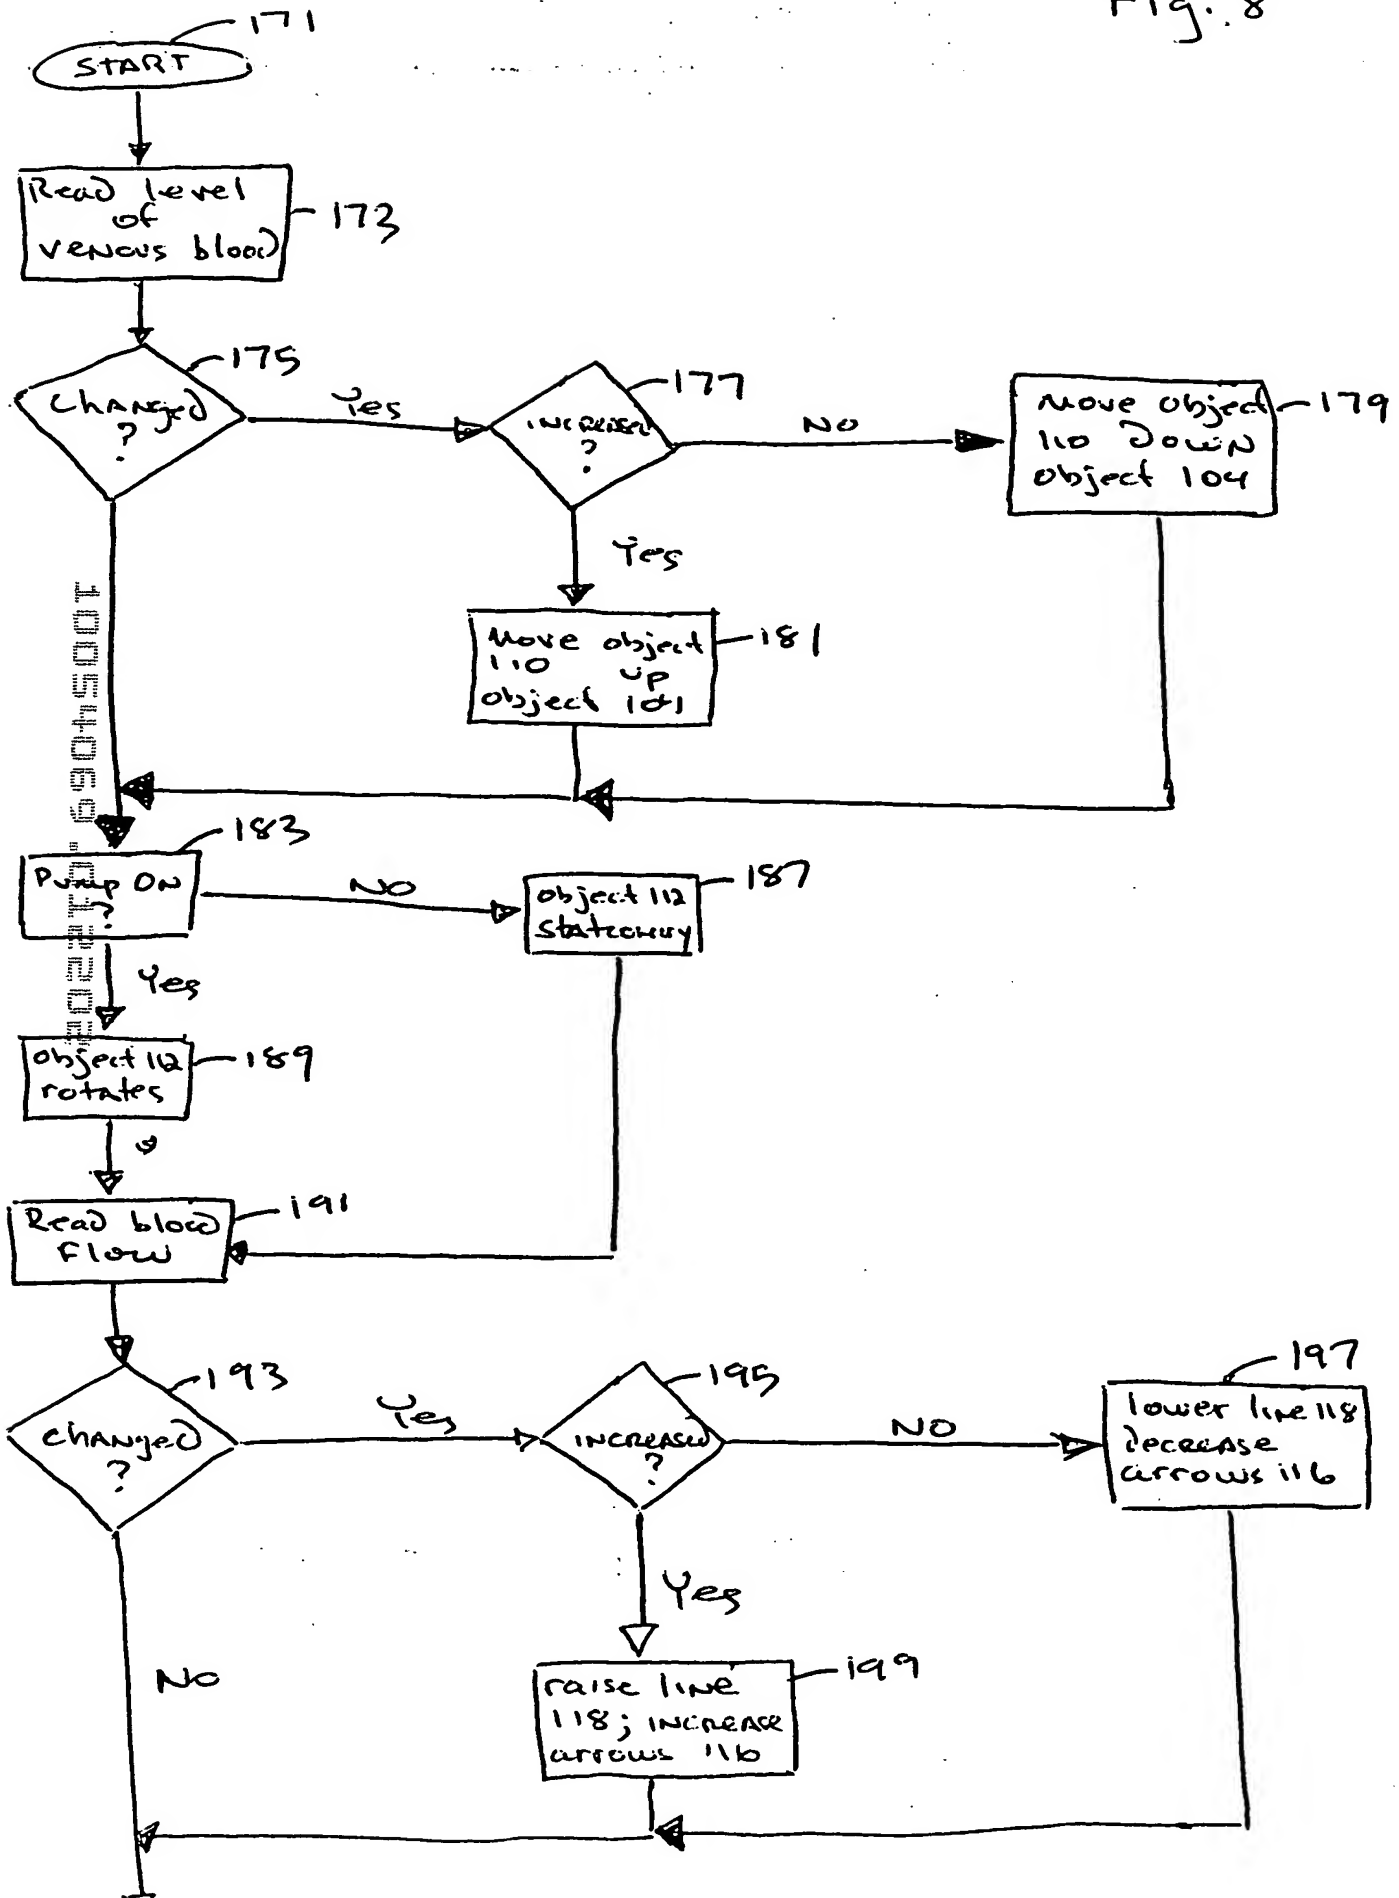 Fig. 8
171
START
Read level
of
venous blood
173
175
Changed
?
Yes
177
INCREASED
?
NO
Move object
110 Down
object 104
179
Yes
Move object
110 up
object 104
181
183
Pump ON
?
NO
187
object 112
stationary
Yes
object 112
rotates
189
Read blood
Flow
191
193
changed
?
Yes
195
INCREASED
?
NO
197
lower line 118
decrease
arrows 116
Yes
No
raise line
118; increase
arrows 116
199